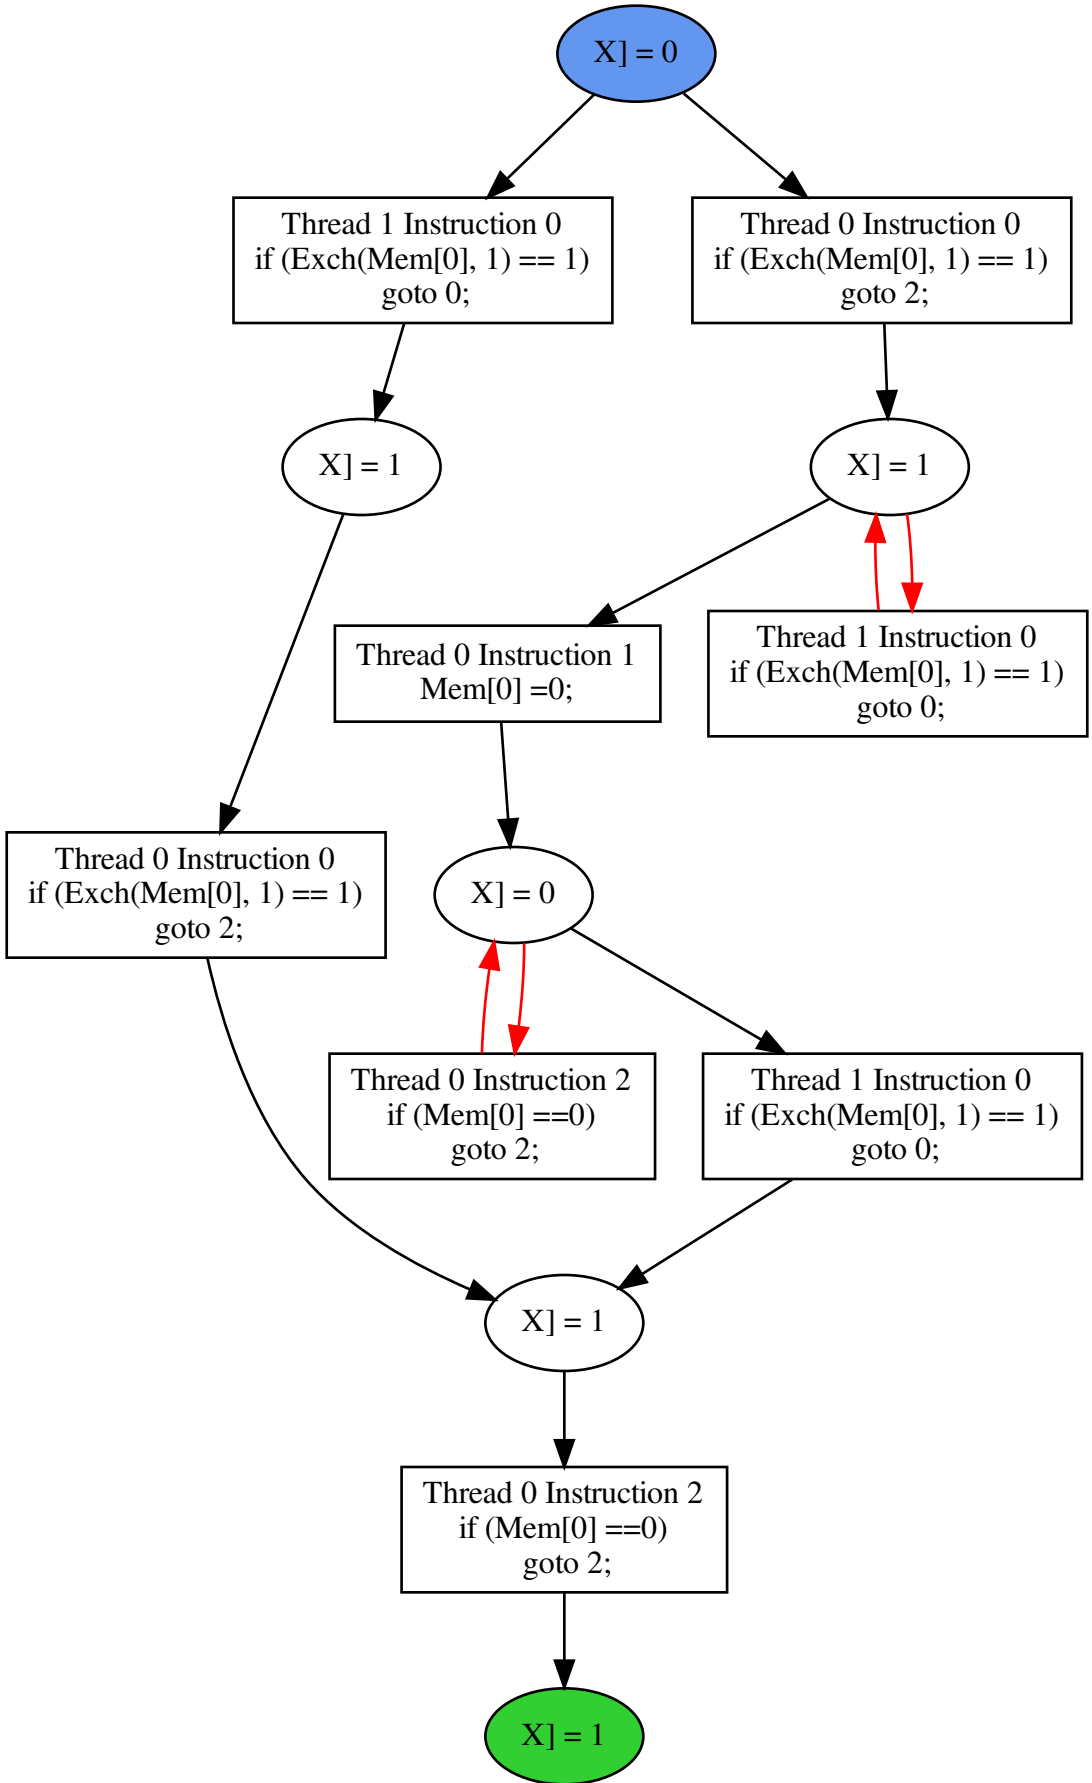 X] = 0
Thread 1 Instruction 0
if (Exch(Mem[0], 1) == 1)
goto 0;
Thread 0 Instruction 0
if (Exch(Mem[0], 1) == 1)
goto 2;
X] = 1
X] = 1
Thread 0 Instruction 1
Mem[0] =0;
Thread 1 Instruction 0
if (Exch(Mem[0], 1) == 1)
goto 0;
Thread 0 Instruction 0
if (Exch(Mem[0], 1) == 1)
goto 2;
X] = 0
Thread 0 Instruction 2
if (Mem[0] ==0)
goto 2;
Thread 1 Instruction 0
if (Exch(Mem[0], 1) == 1)
goto 0;
X] = 1
Thread 0 Instruction 2
if (Mem[0] ==0)
goto 2;
X] = 1